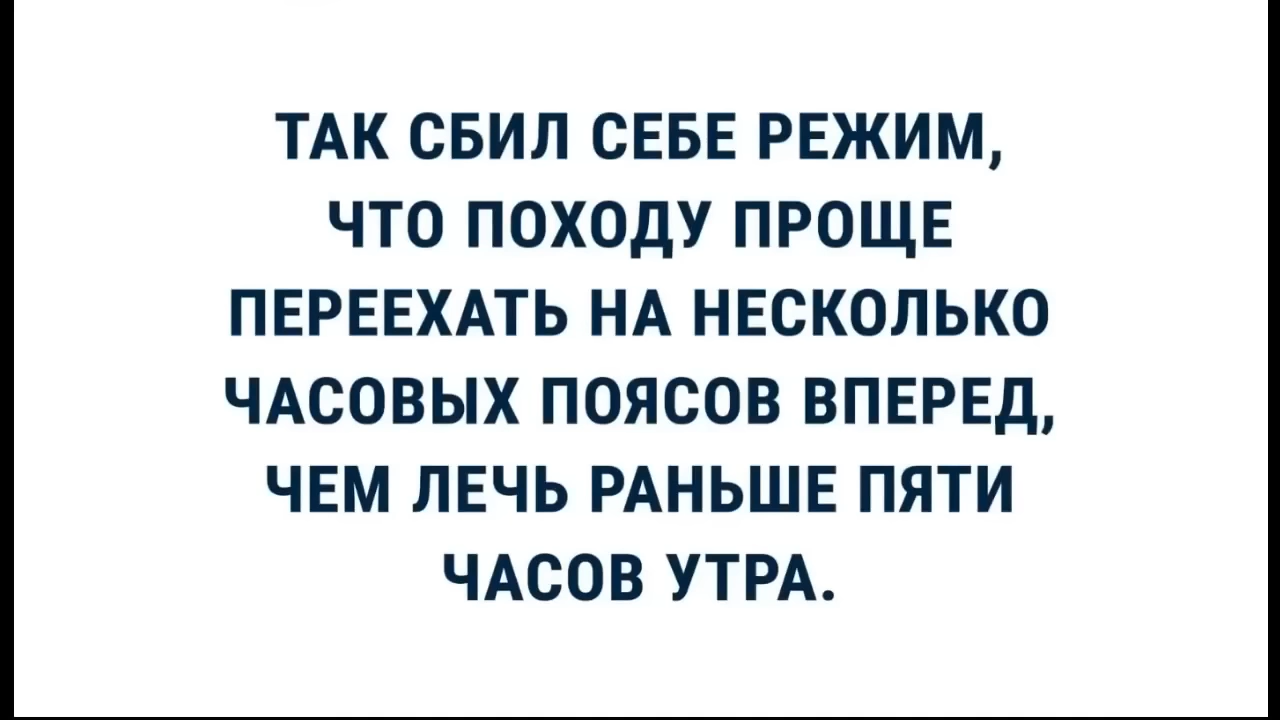 ТАК СБИЛ СЕБЕ РЕЖИМ,
ЧТО ПОХОДУ ПРОЩЕ
ПЕРЕЕХАТЬ НА НЕСКОЛЬКО
ЧАСОВЫХ ПОЯСОВ ВПЕРЕД,
ЧЕМ ЛЕЧЬ РАНЬШЕ ПЯТИ
ЧАСОВ УТРА.